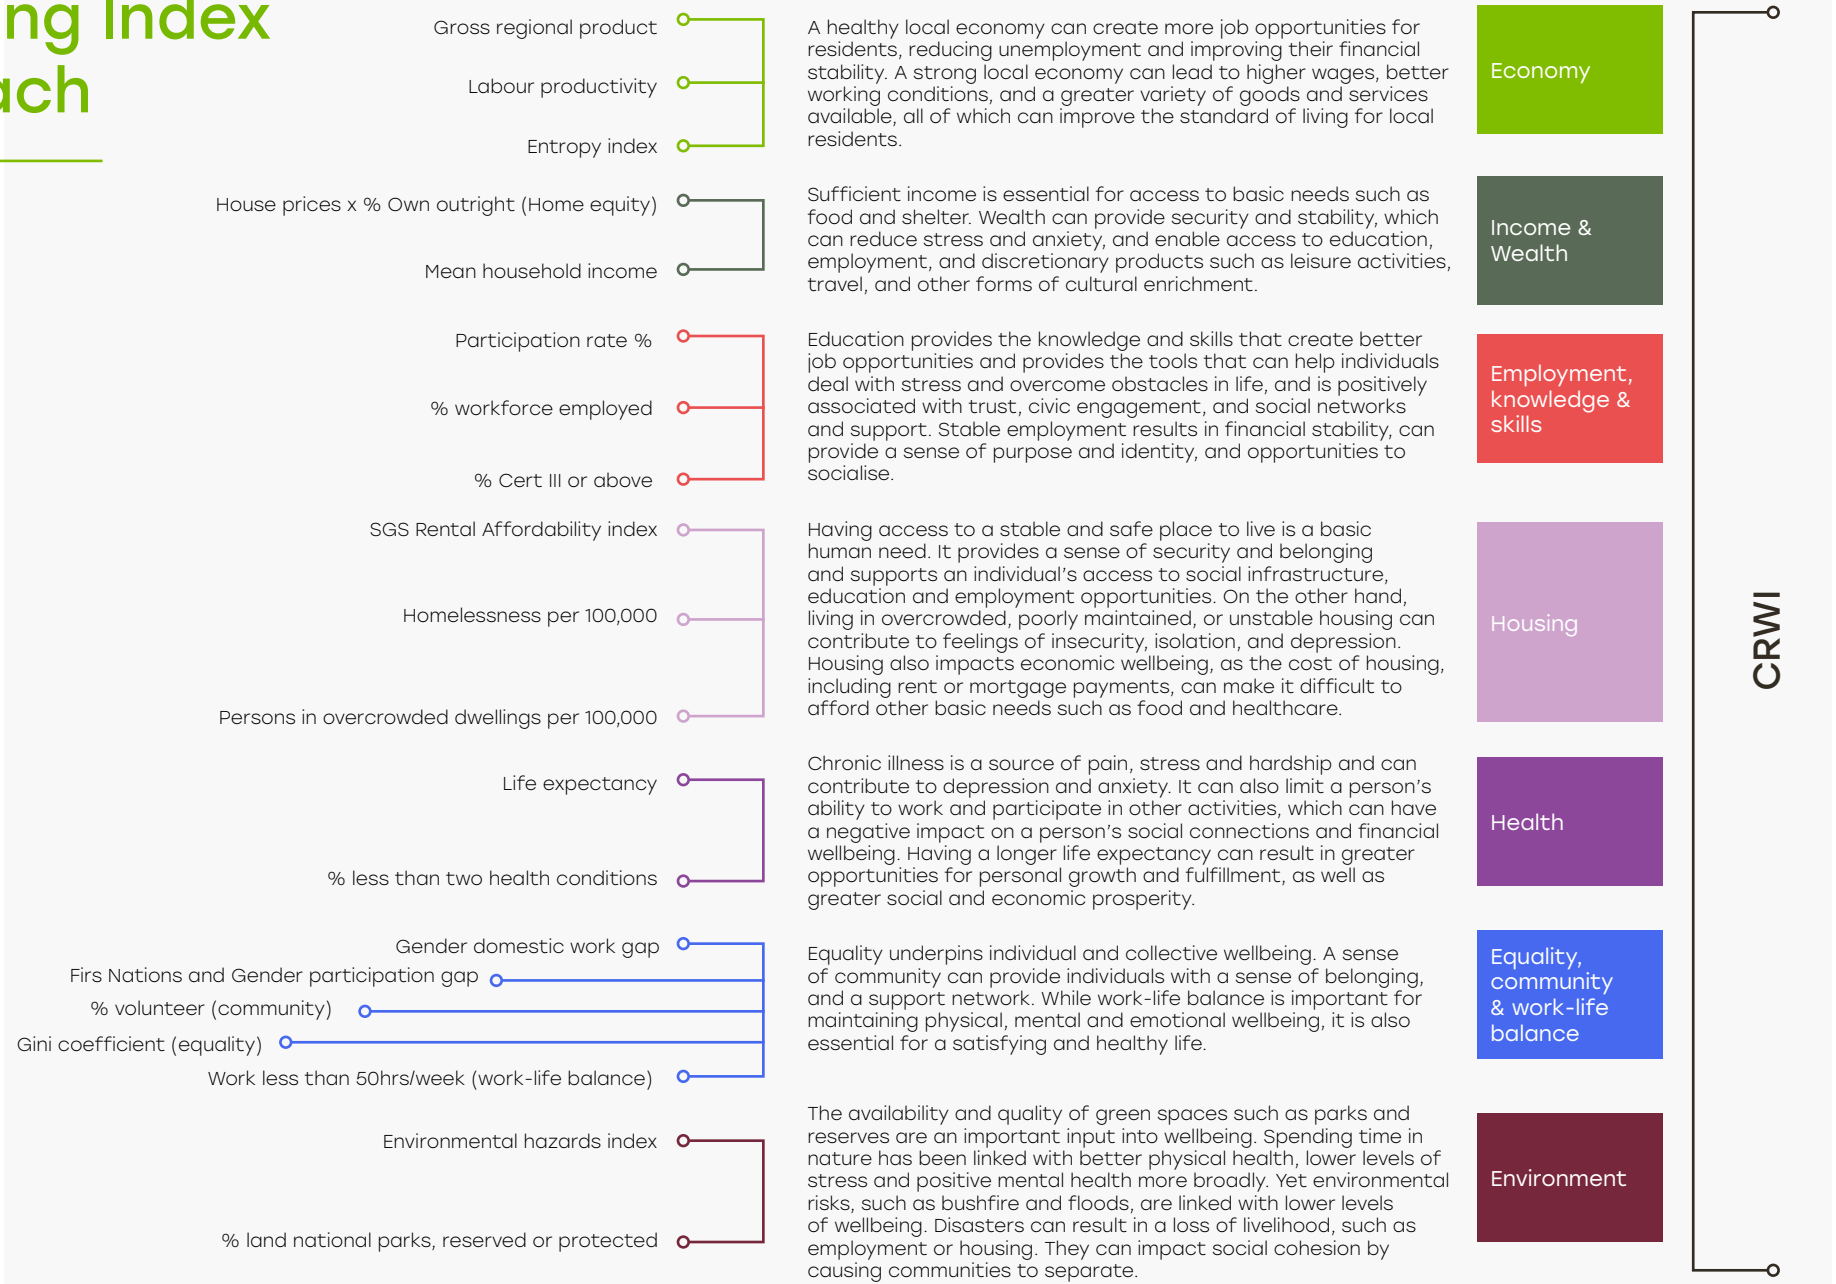 ng Index
ach
Gross regional product
Labour productivity
Entropy index
A healthy local economy can create more job opportunities for
residents, reducing unemployment and improving their financial
stability. A strong local economy can lead to higher wages, better
working conditions, and a greater variety of goods and services
available, all of which can improve the standard of living for local
residents.
Economy
House prices x % Own outright (Home equity)
Mean household income
Sufficient income is essential for access to basic needs such as
food and shelter. Wealth can provide security and stability, which
can reduce stress and anxiety, and enable access to education,
employment, and discretionary products such as leisure activities,
travel, and other forms of cultural enrichment.
Income &
Wealth
Participation rate %
% workforce employed
% Cert III or above
Education provides the knowledge and skills that create better
job opportunities and provides the tools that can help individuals
deal with stress and overcome obstacles in life, and is positively
associated with trust, civic engagement, and social networks
and support. Stable employment results in financial stability, can
provide a sense of purpose and identity, and opportunities to
socialise.
Employment,
knowledge &
skills
SGS Rental Affordability index
Homelessness per 100,000
Persons in overcrowded dwellings per 100,000
Having access to a stable and safe place to live is a basic
human need. It provides a sense of security and belonging
and supports an individual's access to social infrastructure,
education and employment opportunities. On the other hand,
living in overcrowded, poorly maintained, or unstable housing can
contribute to feelings of insecurity, isolation, and depression.
Housing also impacts economic wellbeing, as the cost of housing,
including rent or mortgage payments, can make it difficult to
afford other basic needs such as food and healthcare.
Housing
Life expectancy
% less than two health conditions
Chronic illness is a source of pain, stress and hardship and can
contribute to depression and anxiety. It can also limit a person's
ability to work and participate in other activities, which can have
a negative impact on a person's social connections and financial
wellbeing. Having a longer life expectancy can result in greater
opportunities for personal growth and fulfillment, as well as
greater social and economic prosperity.
Health
Gender domestic work gap
Firs Nations and Gender participation gap
% volunteer (community)
Gini coefficient (equality)
Work less than 50hrs/week (work-life balance)
Equality underpins individual and collective wellbeing. A sense
of community can provide individuals with a sense of belonging,
and a support network. While work-life balance is important for
maintaining physical, mental and emotional wellbeing, it is also
essential for a satisfying and healthy life.
Equality,
community
& work-life
balance
Environmental hazards index
% land national parks, reserved or protected
The availability and quality of green spaces such as parks and
reserves are an important input into wellbeing. Spending time in
nature has been linked with better physical health, lower levels of
stress and positive mental health more broadly. Yet environmental
risks, such as bushfire and floods, are linked with lower levels
of wellbeing. Disasters can result in a loss of livelihood, such as
employment or housing. They can impact social cohesion by
causing communities to separate.
Environment
CRWI